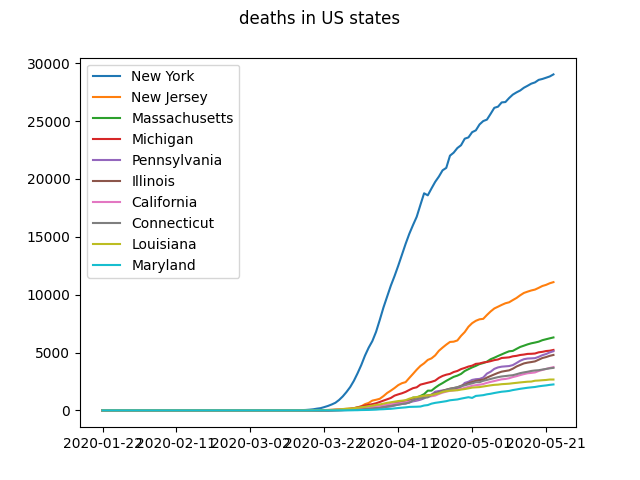 deaths in US states
30000
25000
20000
15000
10000
5000
0
New York
New Jersey
Massachusetts
Michigan
Pennsylvania
Illinois
California
Connecticut
Louisiana
Maryland
2020-01-22 2020-02-11 2020-03-02 2020-03-22 2020-04-11 2020-05-01 2020-05-21